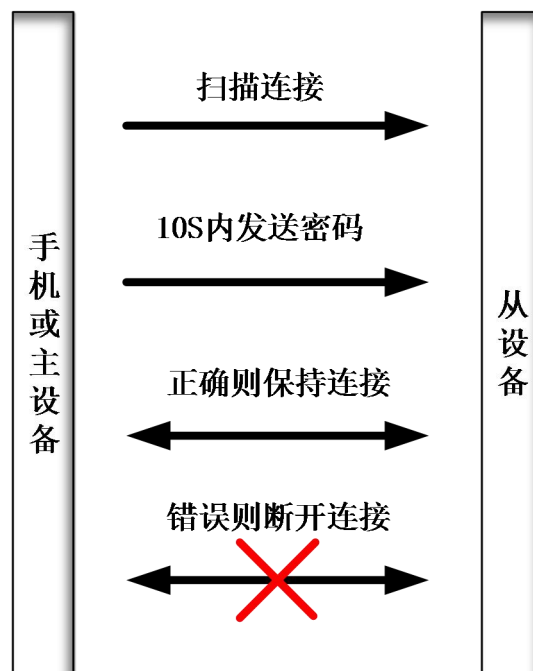 扫描连接
10S内发送密码
手机或主设备
从设备
正确则保持连接
错误则断开连接